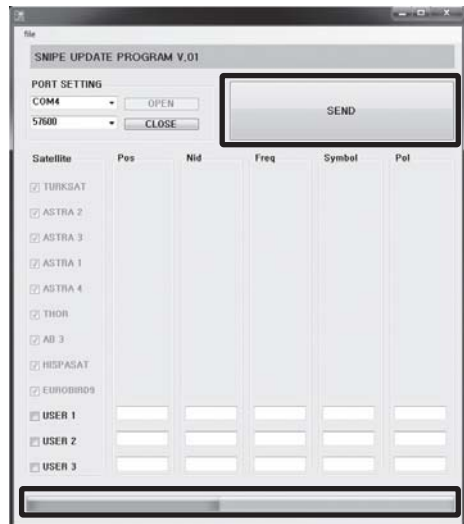 file
SNIPE UPDATE PROGRAM V.01
PORT SETTING
COM4 OPEN
57600 CLOSE
SEND
Satellite Pos Nid Freq Symbol Pol
TURKSAT
ASTRA 2
ASTRA 3
ASTRA 1
ASTRA 4
THOR
AB 3
HISPASAT
EUROBIRD9
USER 1
USER 2
USER 3